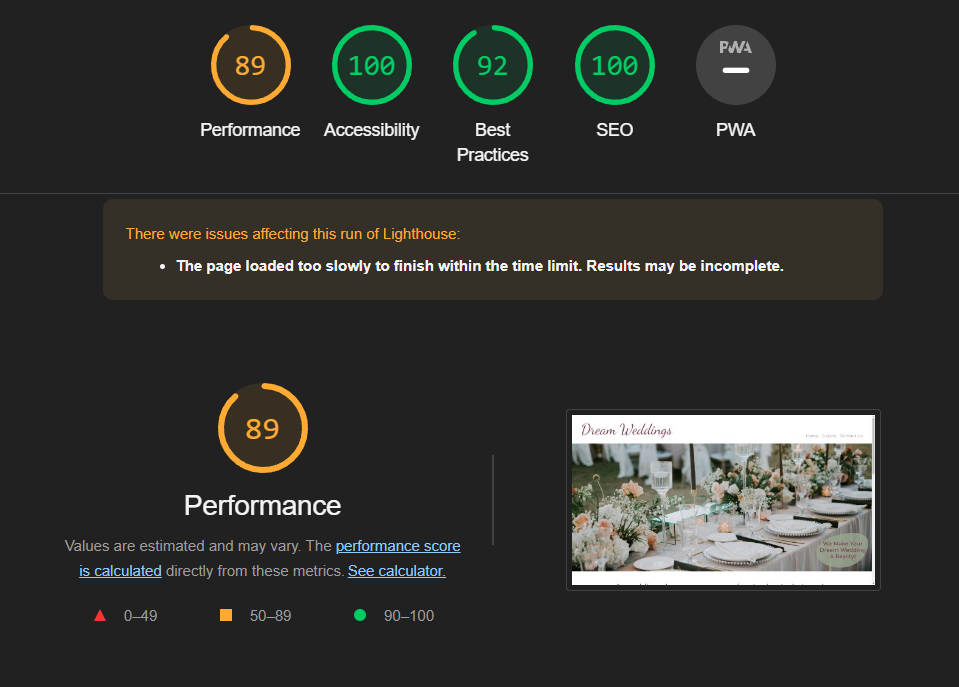 89
100
92
100
PWA
Performance
Accessibility
Best
Practices
SEO
PWA
There were issues affecting this run of Lighthouse:
• The page loaded too slowly to finish within the time limit. Results may be incomplete.
89
Performance
Values are estimated and may vary. The performance score
is calculated directly from these metrics. See calculator.
0–49
50–89
90–100
Dream Weddings
Home Gallery Contact Us
We Make Your
Dream Wedding
A Reality!